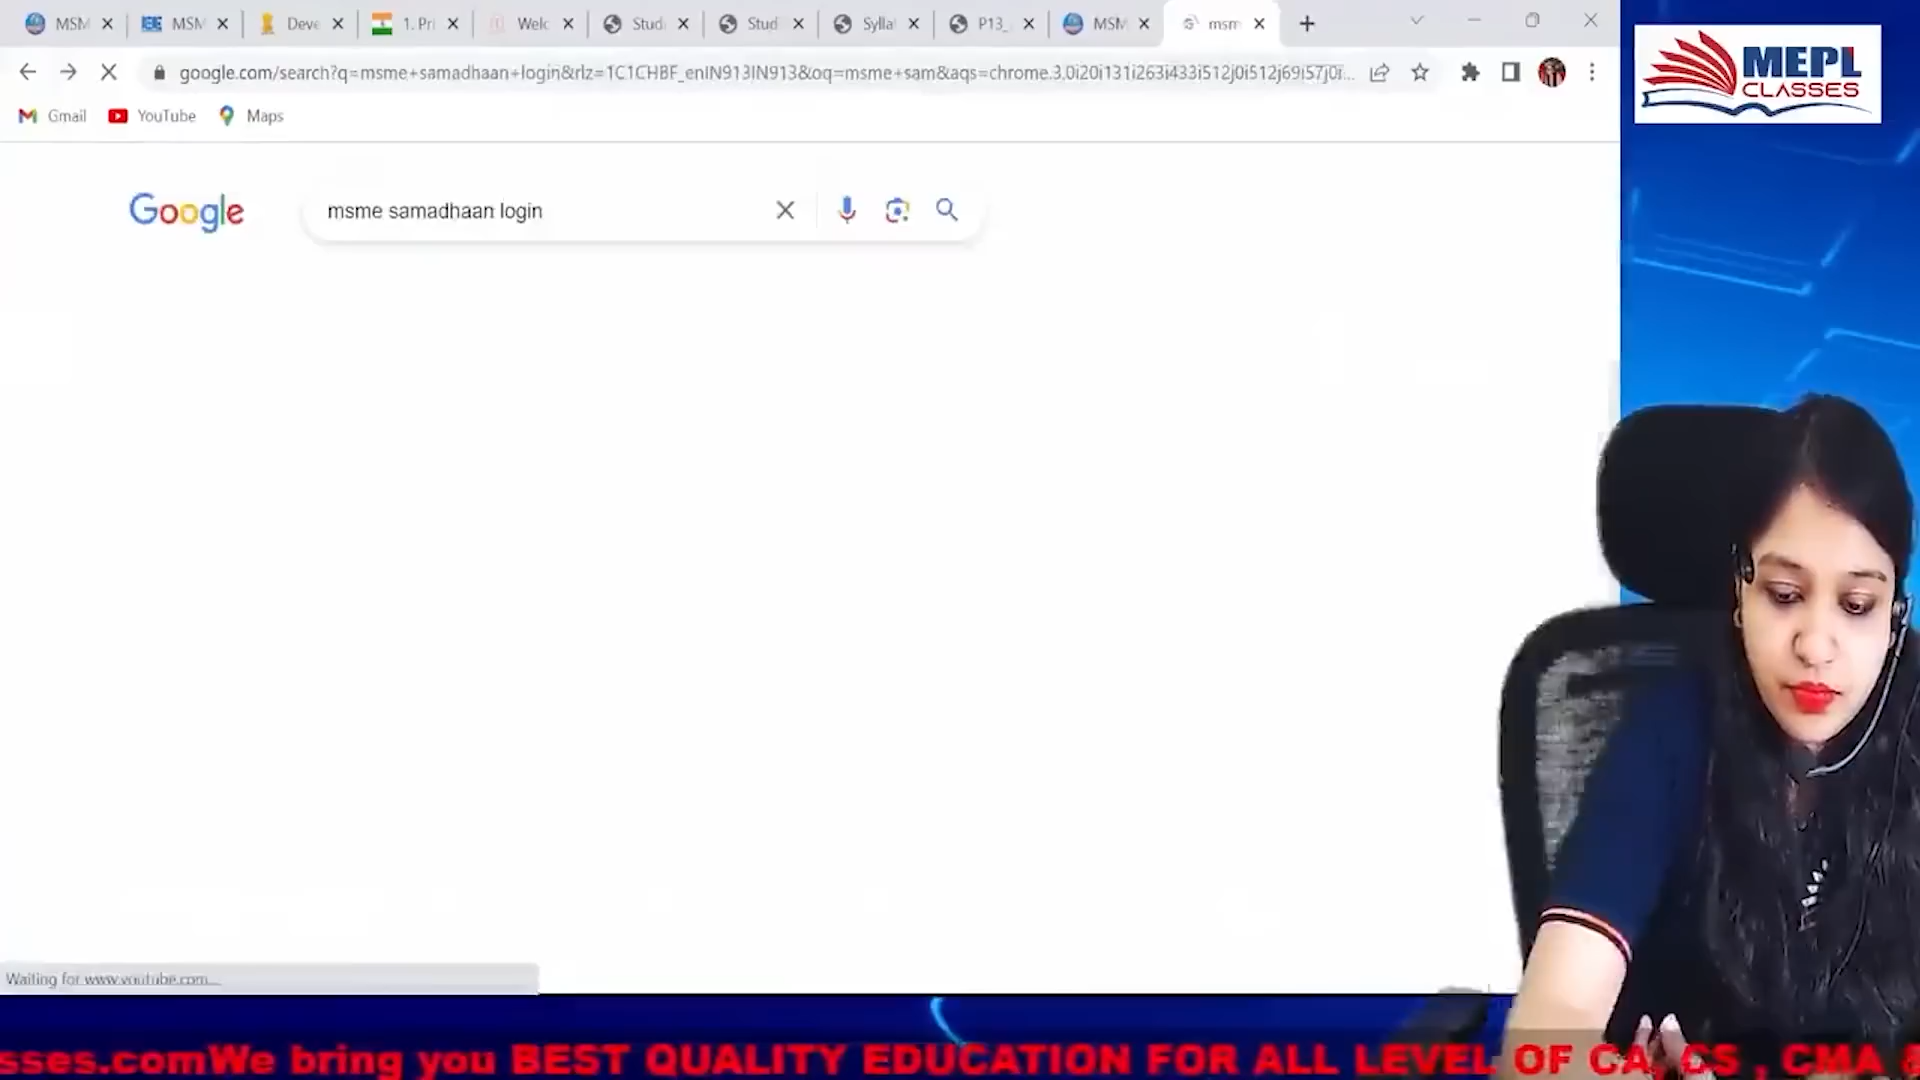 MSM
MSM
Deve
1. Pri
Welc
Stud
Stud
Sylla
P13_
MSM
msm
google.com/search?q=msme+samadhaan+login&rlz=1C1CHBF_enIN913IN913&oq=msme+sam&aqs=chrome.3.0i20i131i263i433i512j0i512j69i57j0i...
Gmail
YouTube
Maps
MEPL
CLASSES
Google
msme samadhaan login
Waiting for www.youtube.com...
sses.comWe bring you BEST QUALITY EDUCATION FOR ALL LEVEL OF CA, CS , CMA &